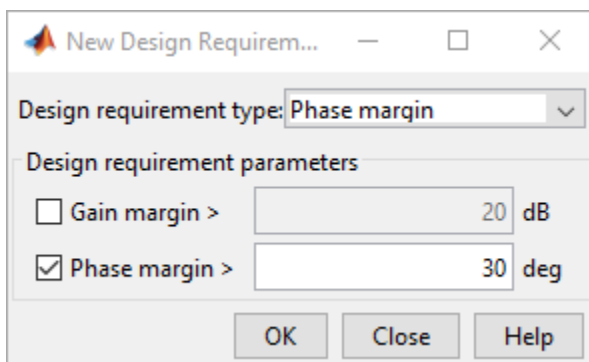 New Design Requirem...
Design requirement type: Phase margin
Design requirement parameters
Gain margin > 20 dB
Phase margin > 30 deg
OK Close Help